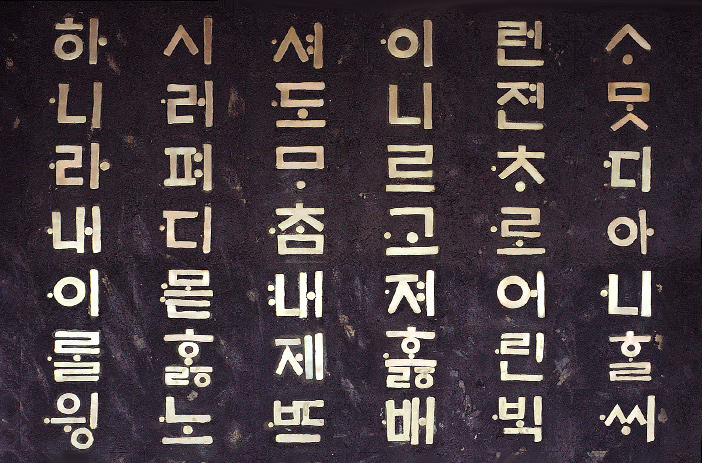 ᄉᆞᄆᆞᆺ디아니ᄒᆞᆯᄊᆡ
런젼ᄎᆞ로어린ᄇᆡᆨ
이니르고져ᄒᆞᇙ배
셔도ᄆᆞᄎᆞᆷ내제ᄠᅳ
시러펴디몯ᄒᆞᇙ노
하니라내이ᄅᆞᆯ윙